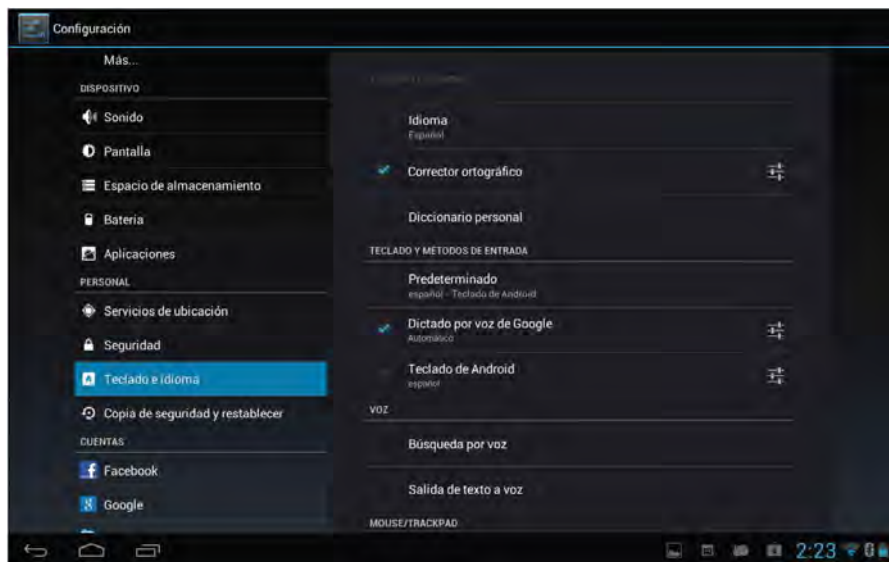 Configuración
Más...
DISPOSITIVO
Sonido
Pantalla
Espacio de almacenamiento
Batería
Aplicaciones
PERSONAL
Servicios de ubicación
Seguridad
Teclado e idioma
Copia de seguridad y restablecer
CUENTAS
Facebook
Google
Idioma
Español
Corrector ortográfico
Diccionario personal
TECLADO Y MÉTODOS DE ENTRADA
Predeterminado
español - Teclado de Android
Dictado por voz de Google
Automático
Teclado de Android
español
VOZ
Búsqueda por voz
Salida de texto a voz
MOUSE/TRACKPAD
2:23